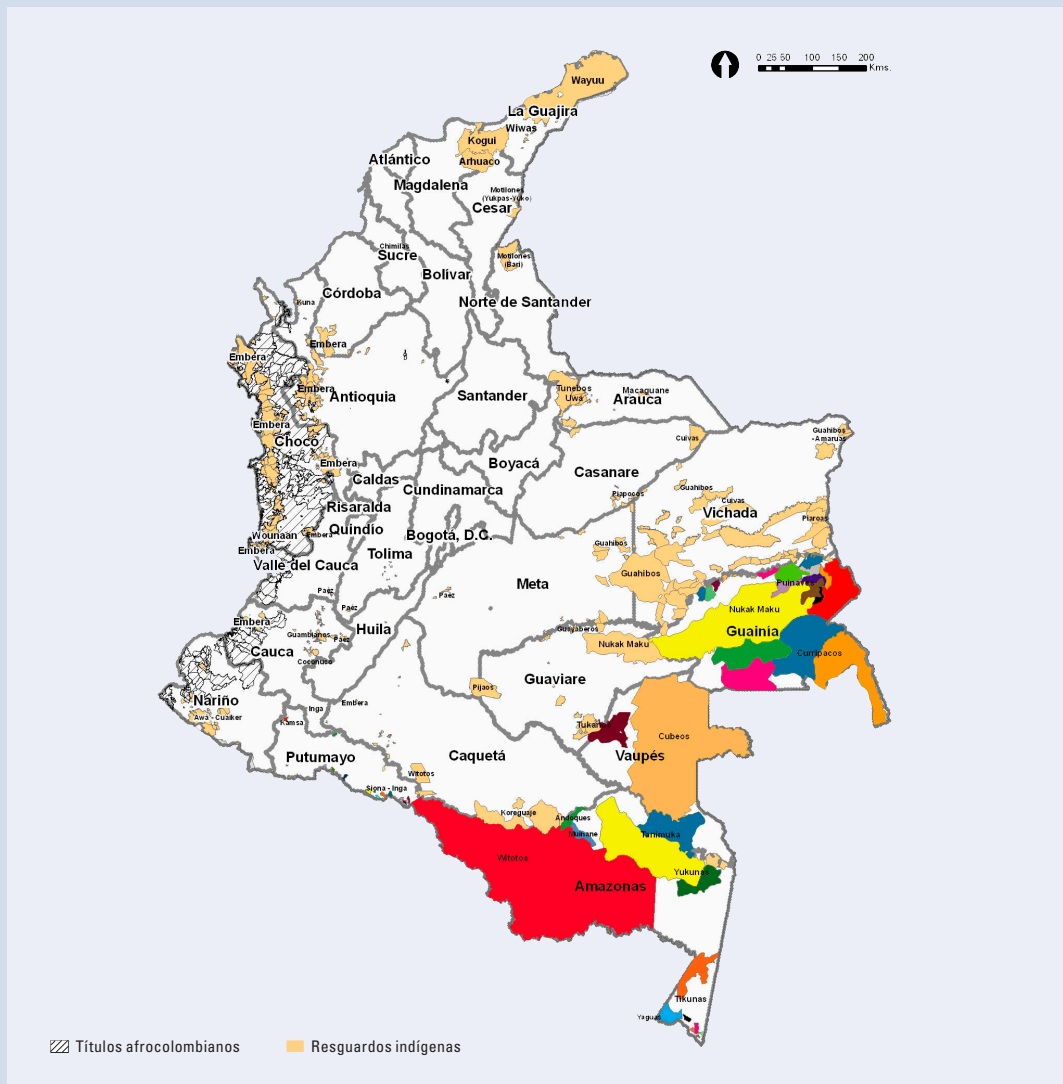 0 25 50 100 150 200
Kms.
Wayuu
La Guajira
Wiwas
Kogui
Arhuaco
Atlántico
Magdalena
Motilones
(Yukpas-Yuko)
Cesar
Chimilas
Sucre
Motilones
(Bari)
Bolívar
Córdoba
Norte de Santander
Kuna
Embera
Embera
Embera
Antioquia
Santander
Tunebos
Uwa
Macaguane
Arauca
Embera
Chocó
Cuivas
Guahibos
-Amaruas
Embera
Boyacá
Casanare
Caldas
Cundinamarca
Guahibos
Piapocos
Cuivas
Vichada
Risaralda
Piaroas
Quindio
Bogotá, D.C.
Wounaan
Embera
Embera
Tolima
Guahibos
Valle del Cauca
Guahibos
Meta
Puinaves
Paez
Paez
Paez
Nukak Maku
Embera
Huila
Guambianos
Paez
Guayaberos
Guainía
Cauca
Nukak Maku
Curripacos
Coconuco
Guaviare
Pijaos
Nariño
Embera
Inga
Awa - Cuaiker
Kamsa
Tukanos
Cubeos
Putumayo
Caquetá
Vaupés
Witotos
Siona - Inga
Koreguaje
Andoques
Muinane
Tanimuka
Witotos
Yukunas
Amazonas
Tikunas
Yaguas
Títulos afrocolombianos
Resguardos indígenas